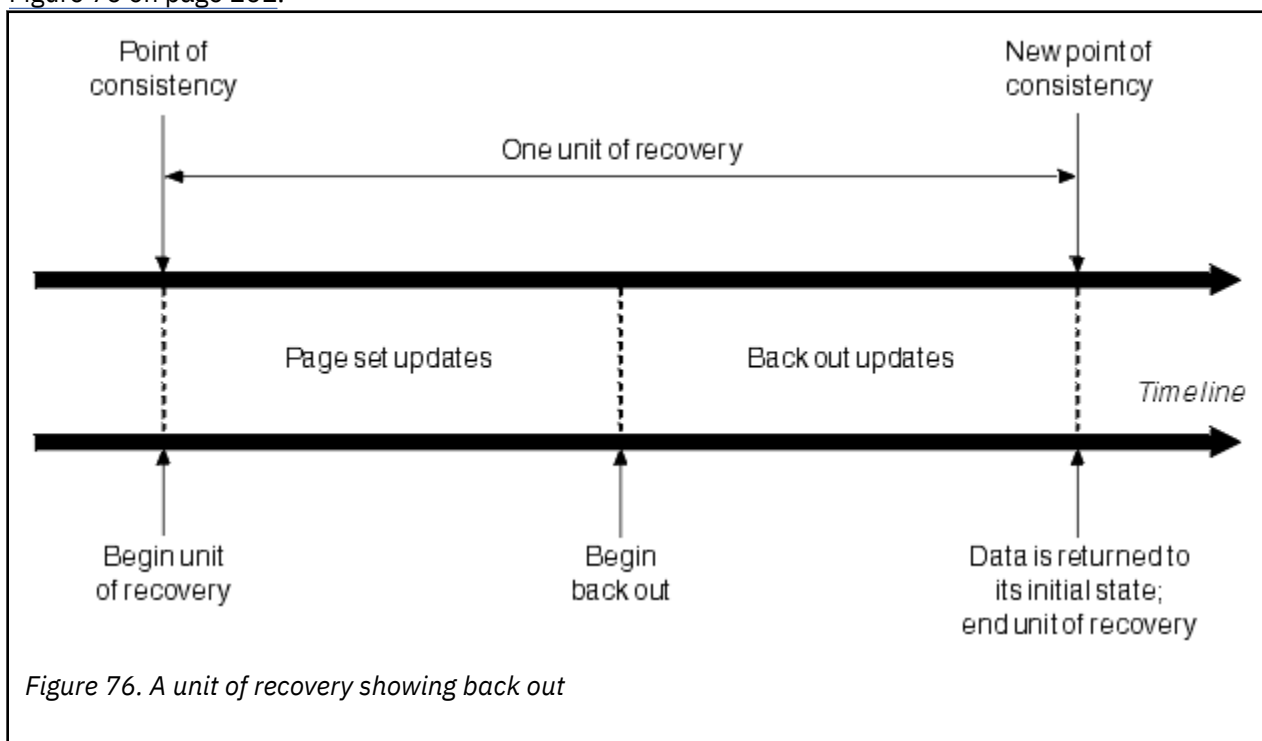 Figure 76 on page 262.
Point of
consistency
New point of
consistency
One unit of recovery
Page set updates
Back out updates
Timeline
Begin unit
of recovery
Begin
back out
Data is returned to
its initial state;
end unit of recovery
Figure 76. A unit of recovery showing back out